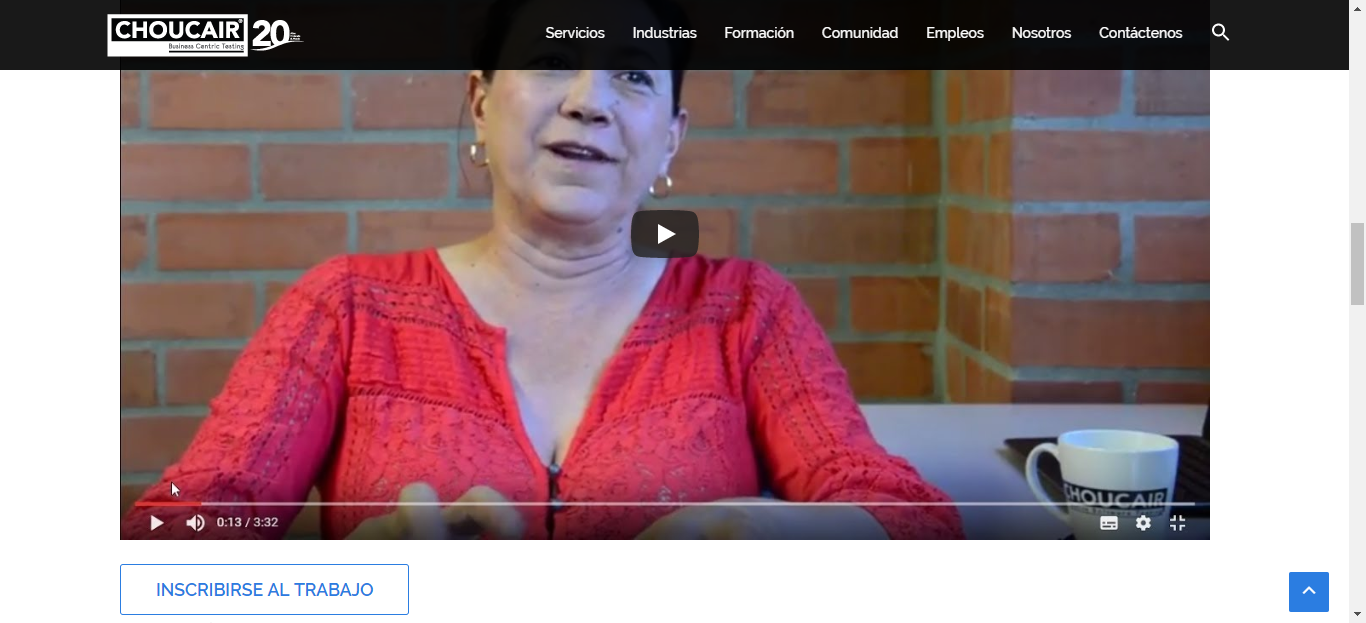 CHOUCAIR 20
Business Centric Testing
Servicios Industrias Formación Comunidad Empleos Nosotros Contáctenos
CHOUCAIR
0:13 / 3:32
INSCRIBIRSE AL TRABAJO